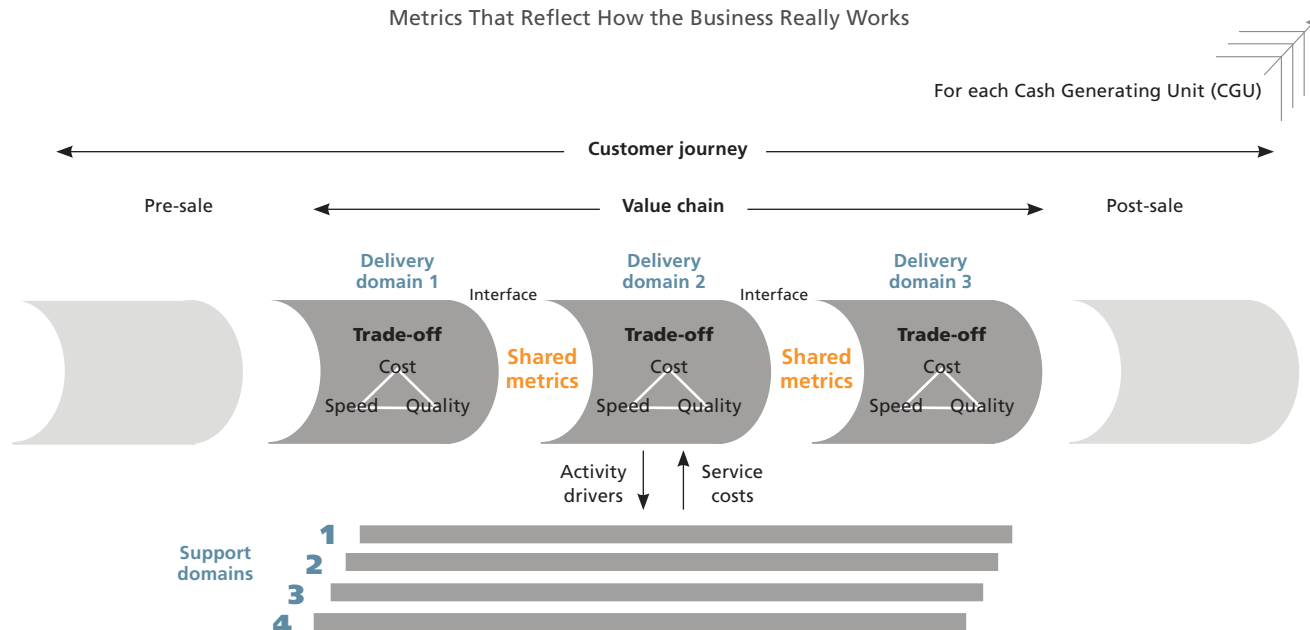 Metrics That Reflect How the Business Really Works
For each Cash Generating Unit (CGU)
Customer journey
Pre-sale
Value chain
Post-sale
Delivery
domain 1
Interface
Delivery
domain 2
Interface
Delivery
domain 3
Trade-off
Cost
Speed
Quality
Shared
metrics
Trade-off
Cost
Speed
Quality
Shared
metrics
Trade-off
Cost
Speed
Quality
Activity
drivers
Service
costs
Support
domains
1
2
3
4